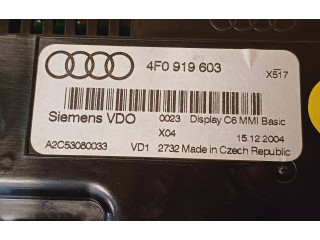 4F0 919 603
X517
Siemens VDO 0023 Display C6 MMI Basic
X04 15.12.2004
A2C53080033 VD1 2732 Made in Czech Republic